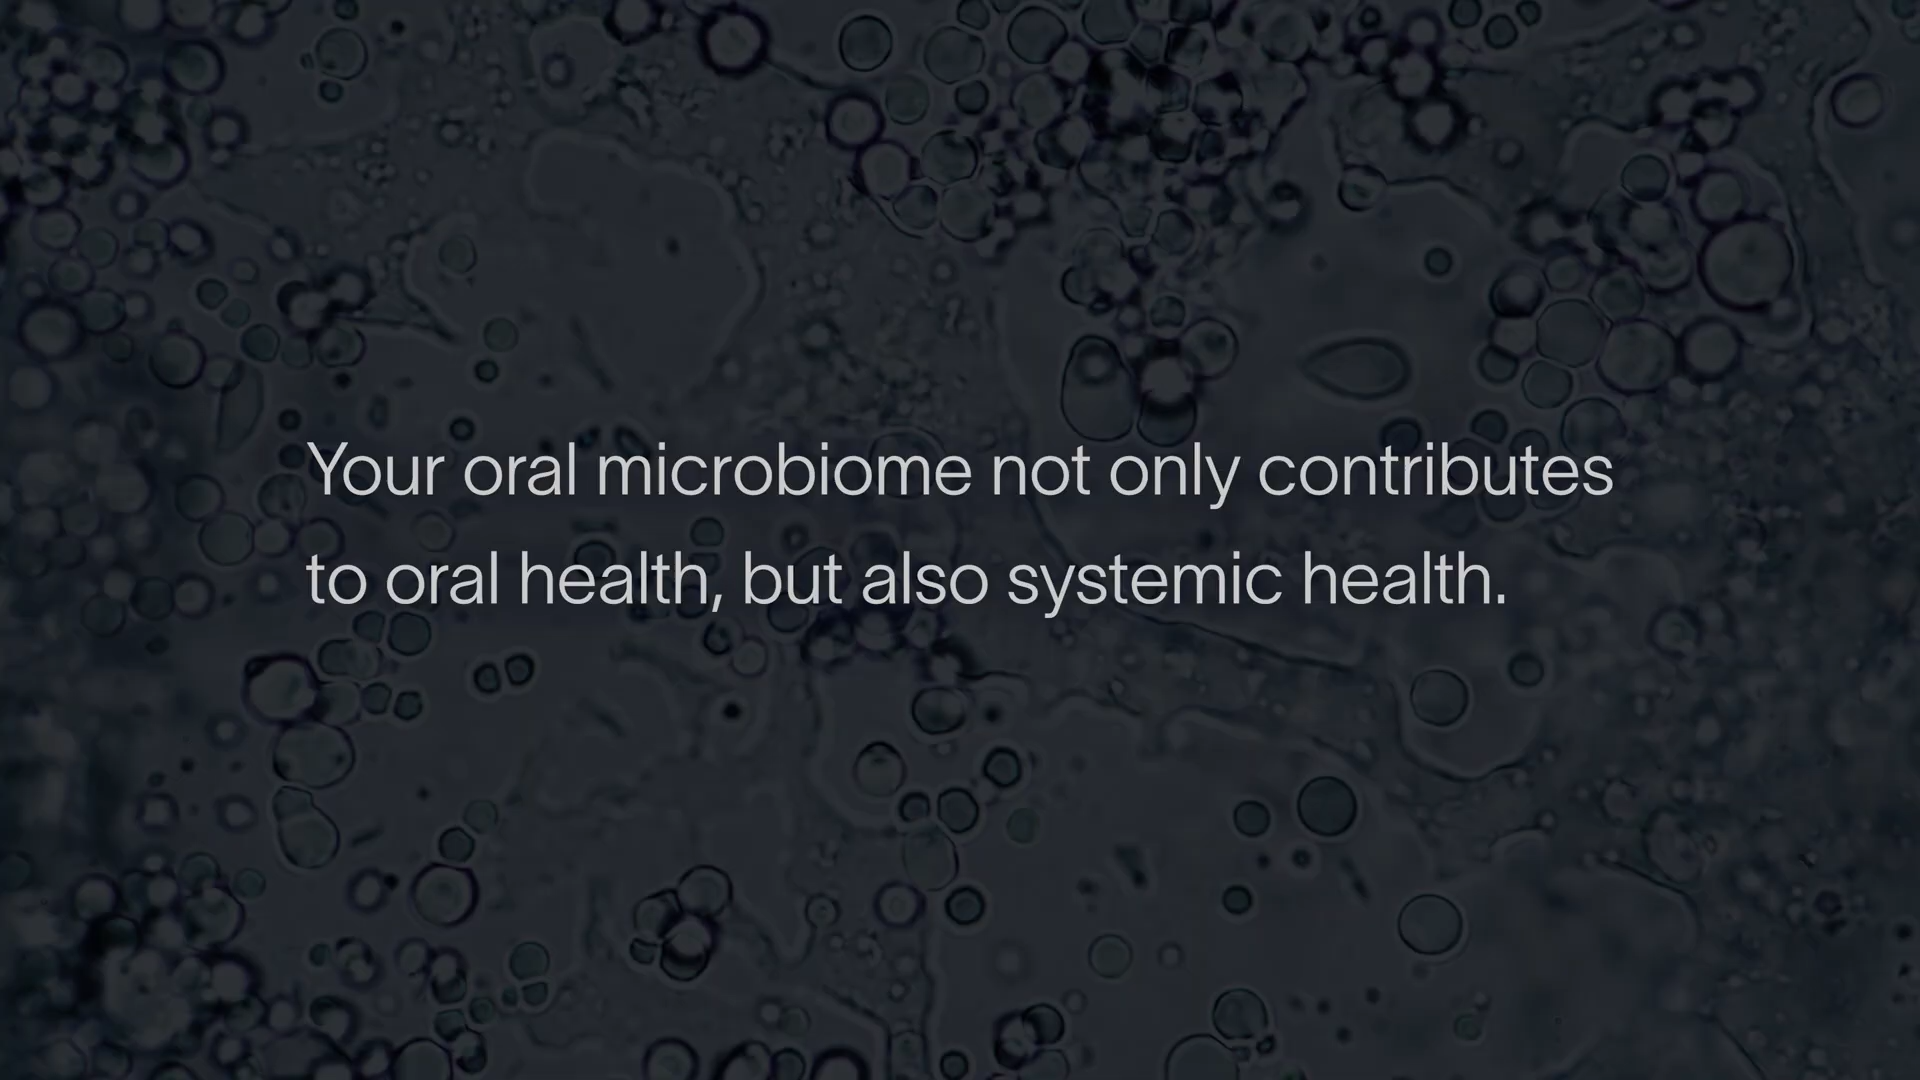 Your oral microbiome not only contributes
to oral health, but also systemic health.